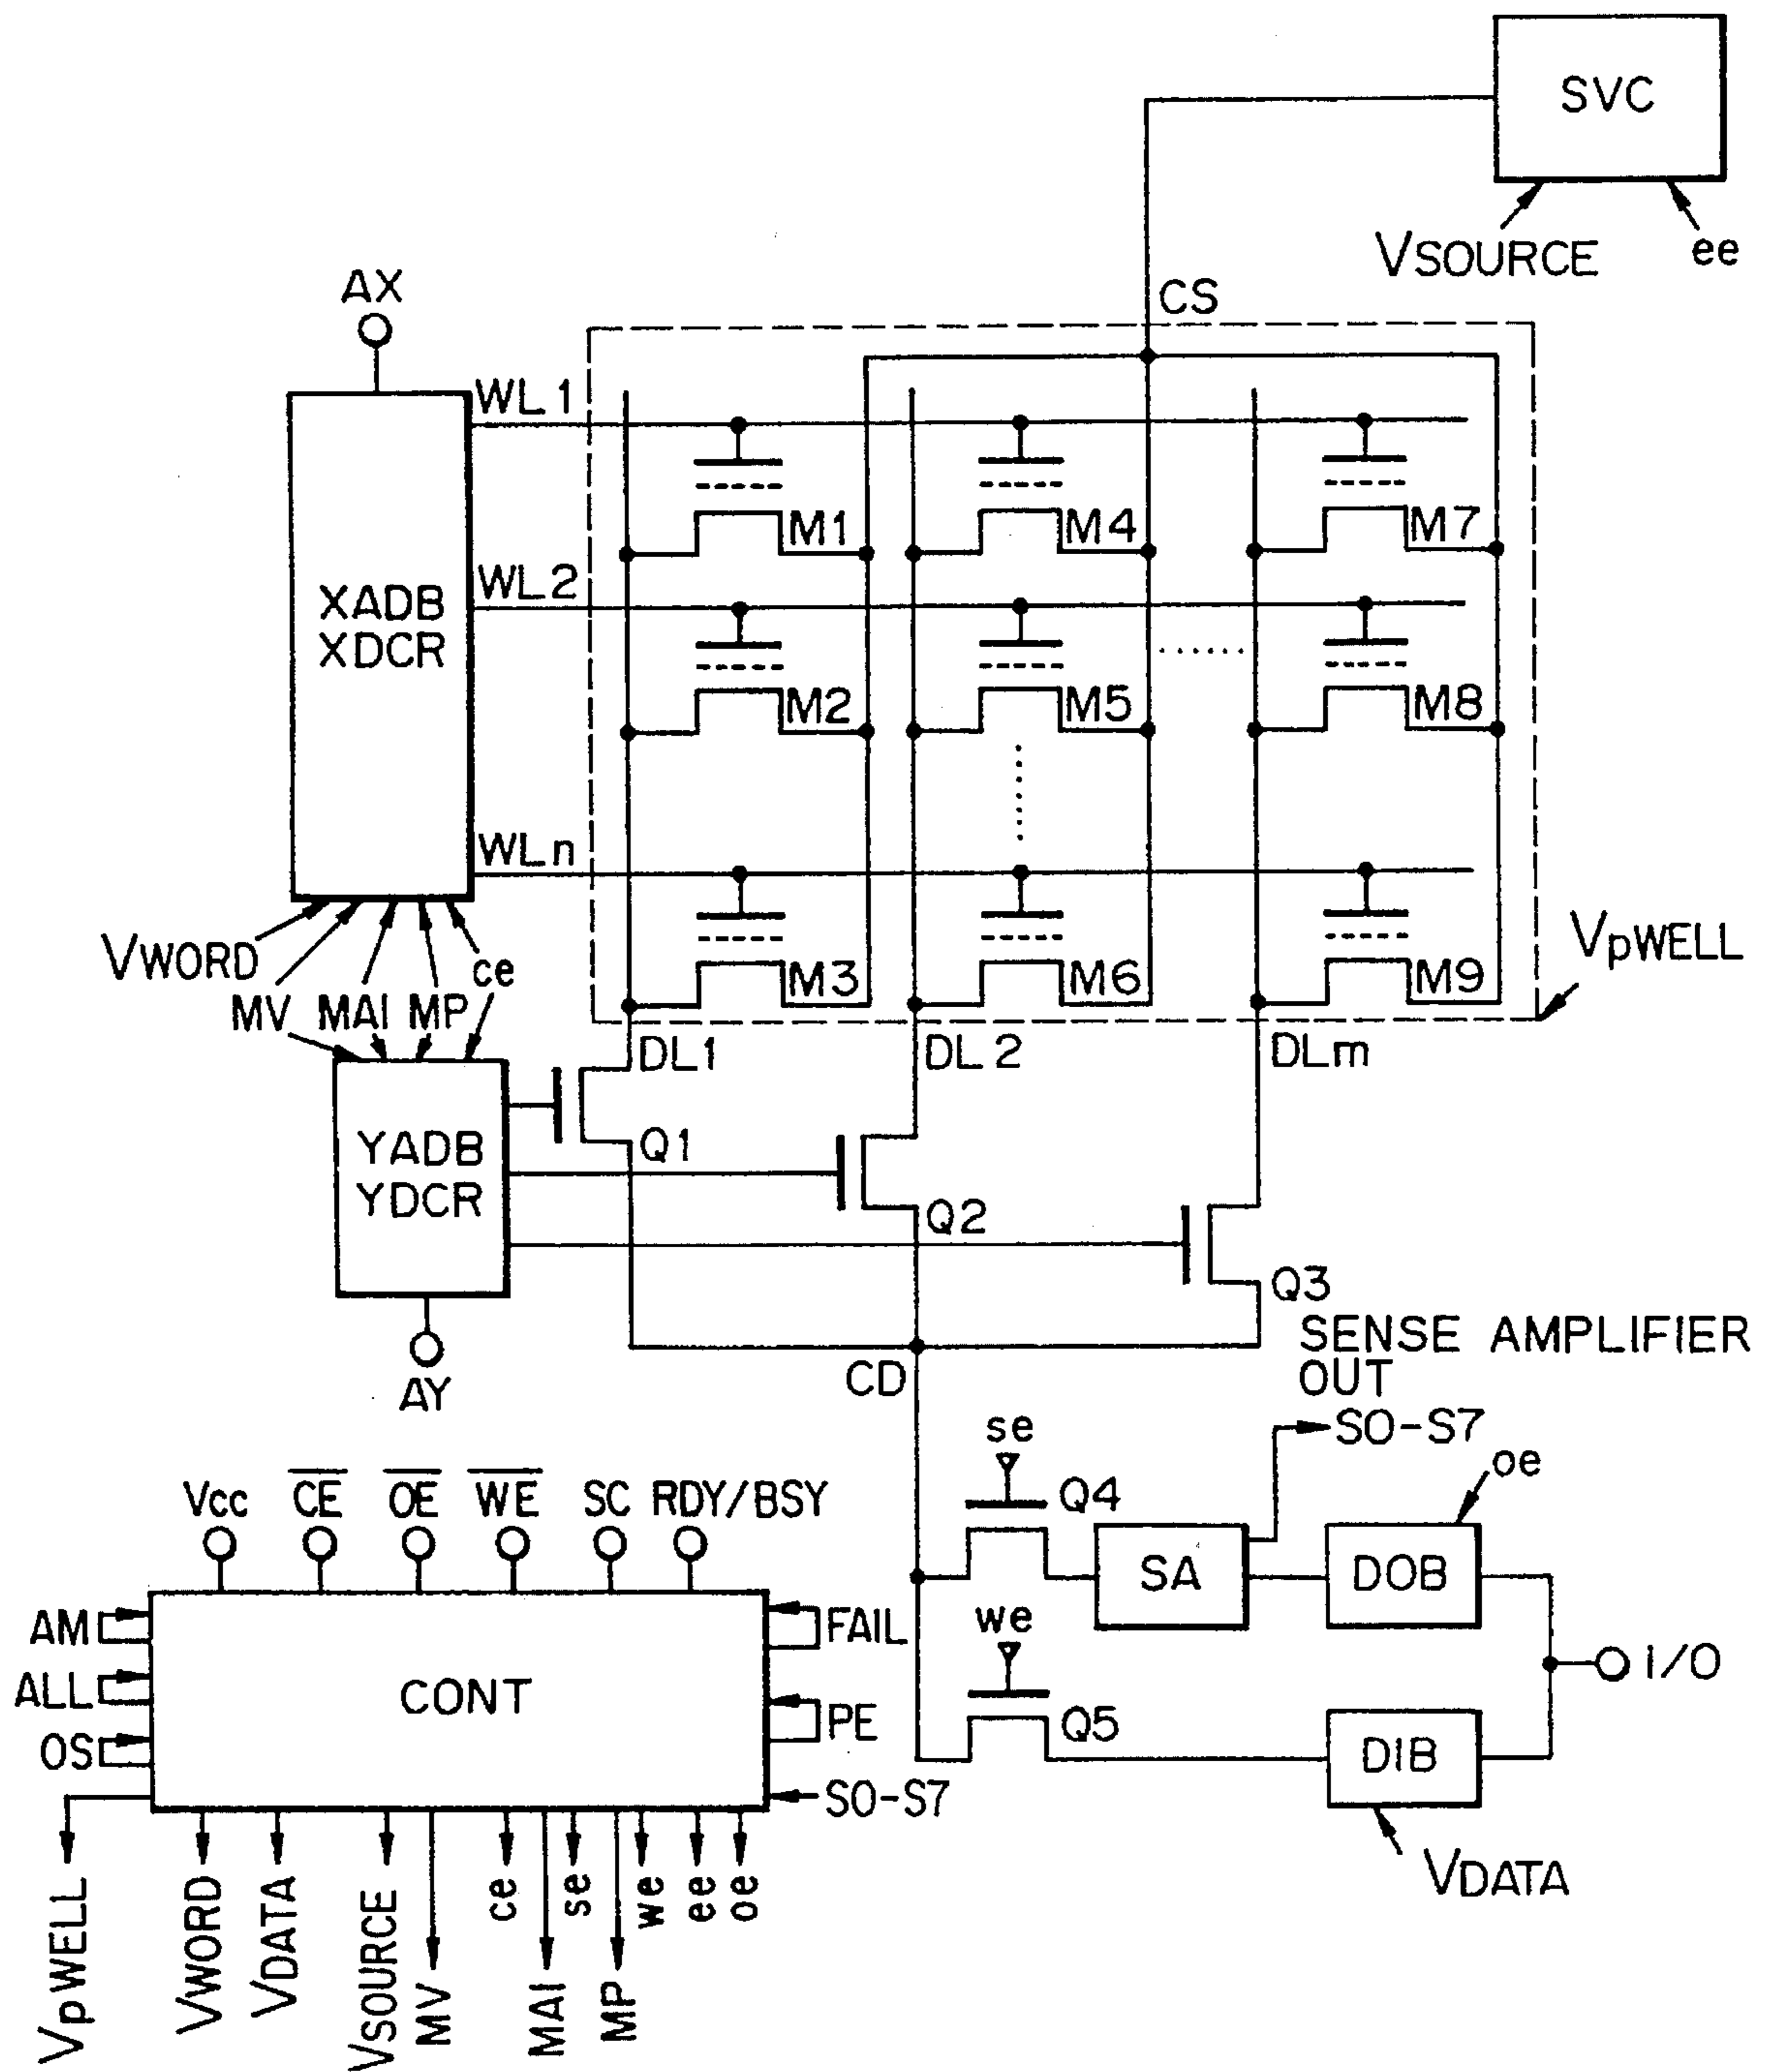 SVC
VSOURCE
ee
CS
AX
WL1
M1
M4
M7
WL2
XADB
XDCR
M2
M5
M8
WLn
VWORD
MV
MAI
MP
ce
M3
M6
M9
VpWELL
DL1
DL2
DLm
YADB
YDCR
Q1
Q2
Q3
AY
CD
SENSE AMPLIFIER
OUT
S0-S7
se
Q4
SA
oe
DOB
we
Q5
DIB
I/O
VDATA
Vcc
C̅E̅
O̅E̅
W̅E̅
SC
RDY/BSY
AM
ALL
OS
CONT
FAIL
PE
S0-S7
VpWELL
VWORD
VDATA
VSOURCE
MV
ce
MAI
se
MP
we
ee
oe